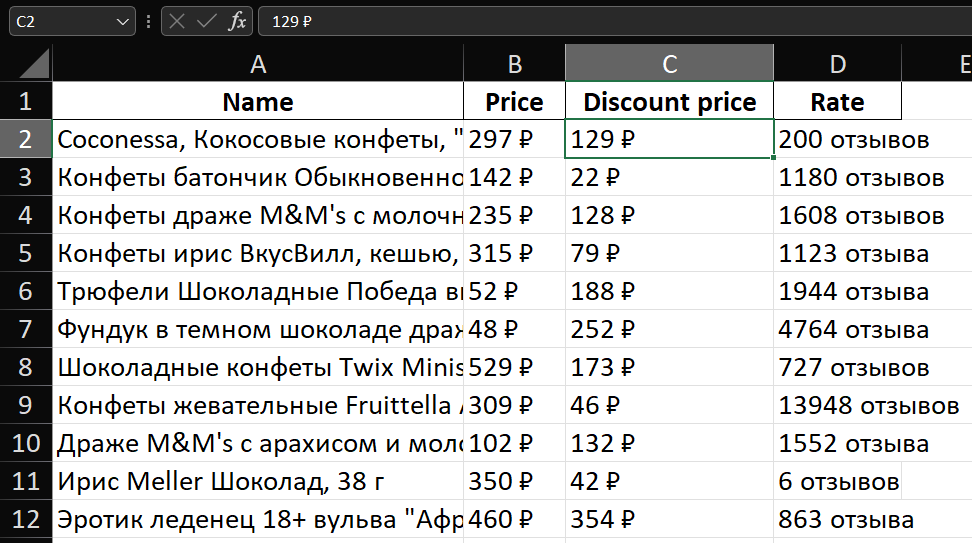 C2 fx 129 ₽
A B C D E
1 Name Price Discount price Rate
2 Coconessa, Кокосовые конфеты, " 297 ₽ 129 ₽ 200 отзывов
3 Конфеты батончик Обыкновенно 142 ₽ 22 ₽ 1180 отзывов
4 Конфеты драже M&M's с молочн 235 ₽ 128 ₽ 1608 отзывов
5 Конфеты ирис ВкусВилл, кешью, 315 ₽ 79 ₽ 1123 отзыва
6 Трюфели Шоколадные Победа 52 ₽ 188 ₽ 1944 отзыва
7 Фундук в темном шоколаде драж 48 ₽ 252 ₽ 4764 отзыва
8 Шоколадные конфеты Twix Minis 529 ₽ 173 ₽ 727 отзывов
9 Конфеты жевательные Fruittella 309 ₽ 46 ₽ 13948 отзывов
10 Драже M&M's с арахисом и моло 102 ₽ 132 ₽ 1552 отзыва
11 Ирис Meller Шоколад, 38 г 350 ₽ 42 ₽ 6 отзывов
12 Эротик леденец 18+ вульва "Афр 460 ₽ 354 ₽ 863 отзыва